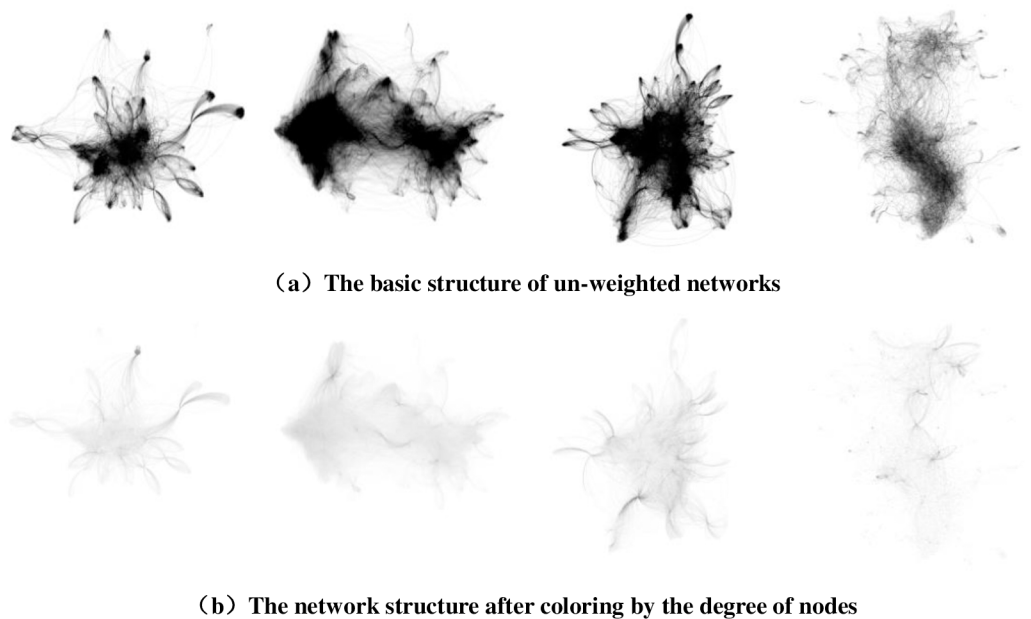 （a）The basic structure of un-weighted networks
（b）The network structure after coloring by the degree of nodes